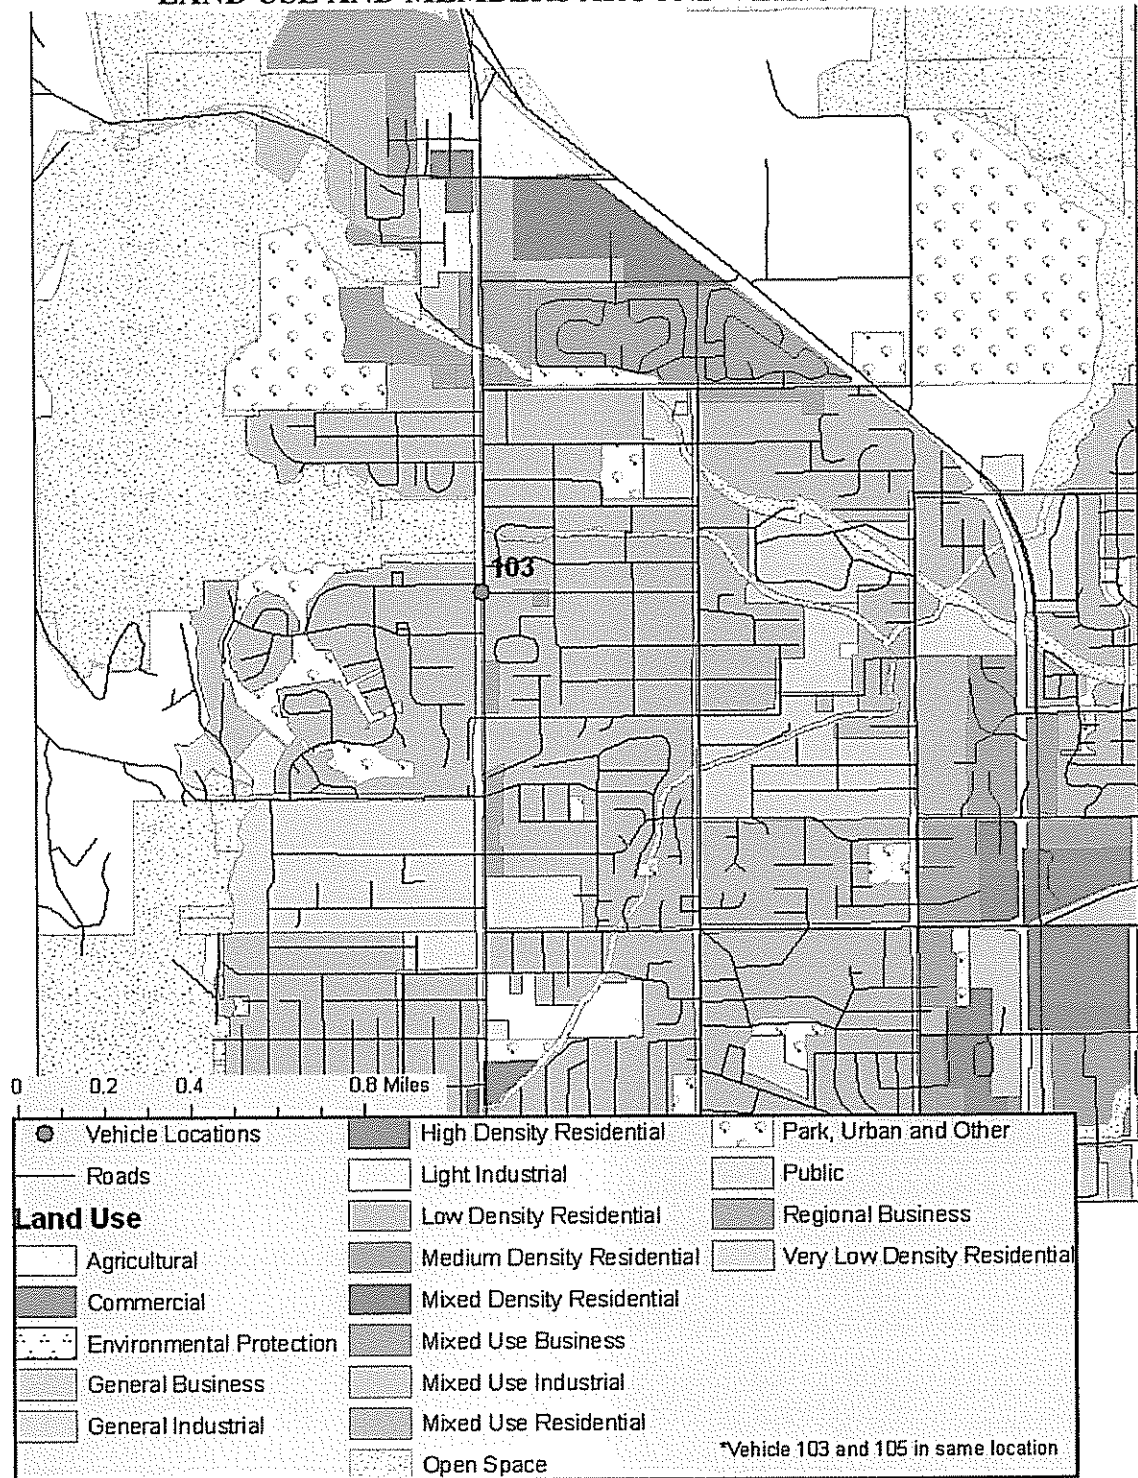 103
0 0.2 0.4 0.8 Miles
Vehicle Locations
Roads
Land Use
Agricultural
Commercial
Environmental Protection
General Business
General Industrial
High Density Residential
Light Industrial
Low Density Residential
Medium Density Residential
Mixed Density Residential
Mixed Use Business
Mixed Use Industrial
Mixed Use Residential
Open Space
Park, Urban and Other
Public
Regional Business
Very Low Density Residential
*Vehicle 103 and 105 in same location